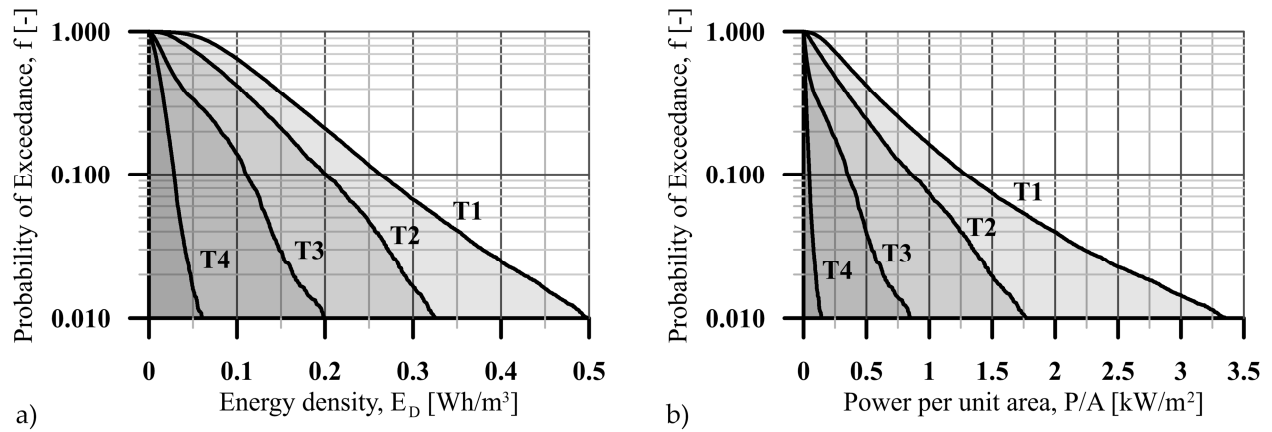 Probability of Exceedance, f [-]
1.000
0.100
0.010
T1
T2
T3
T4
0 0.1 0.2 0.3 0.4 0.5
Energy density, E_D [Wh/m³]
a)
Probability of Exceedance, f [-]
1.000
0.100
0.010
T1
T2
T3
T4
0 0.5 1 1.5 2 2.5 3 3.5
Power per unit area, P/A [kW/m²]
b)